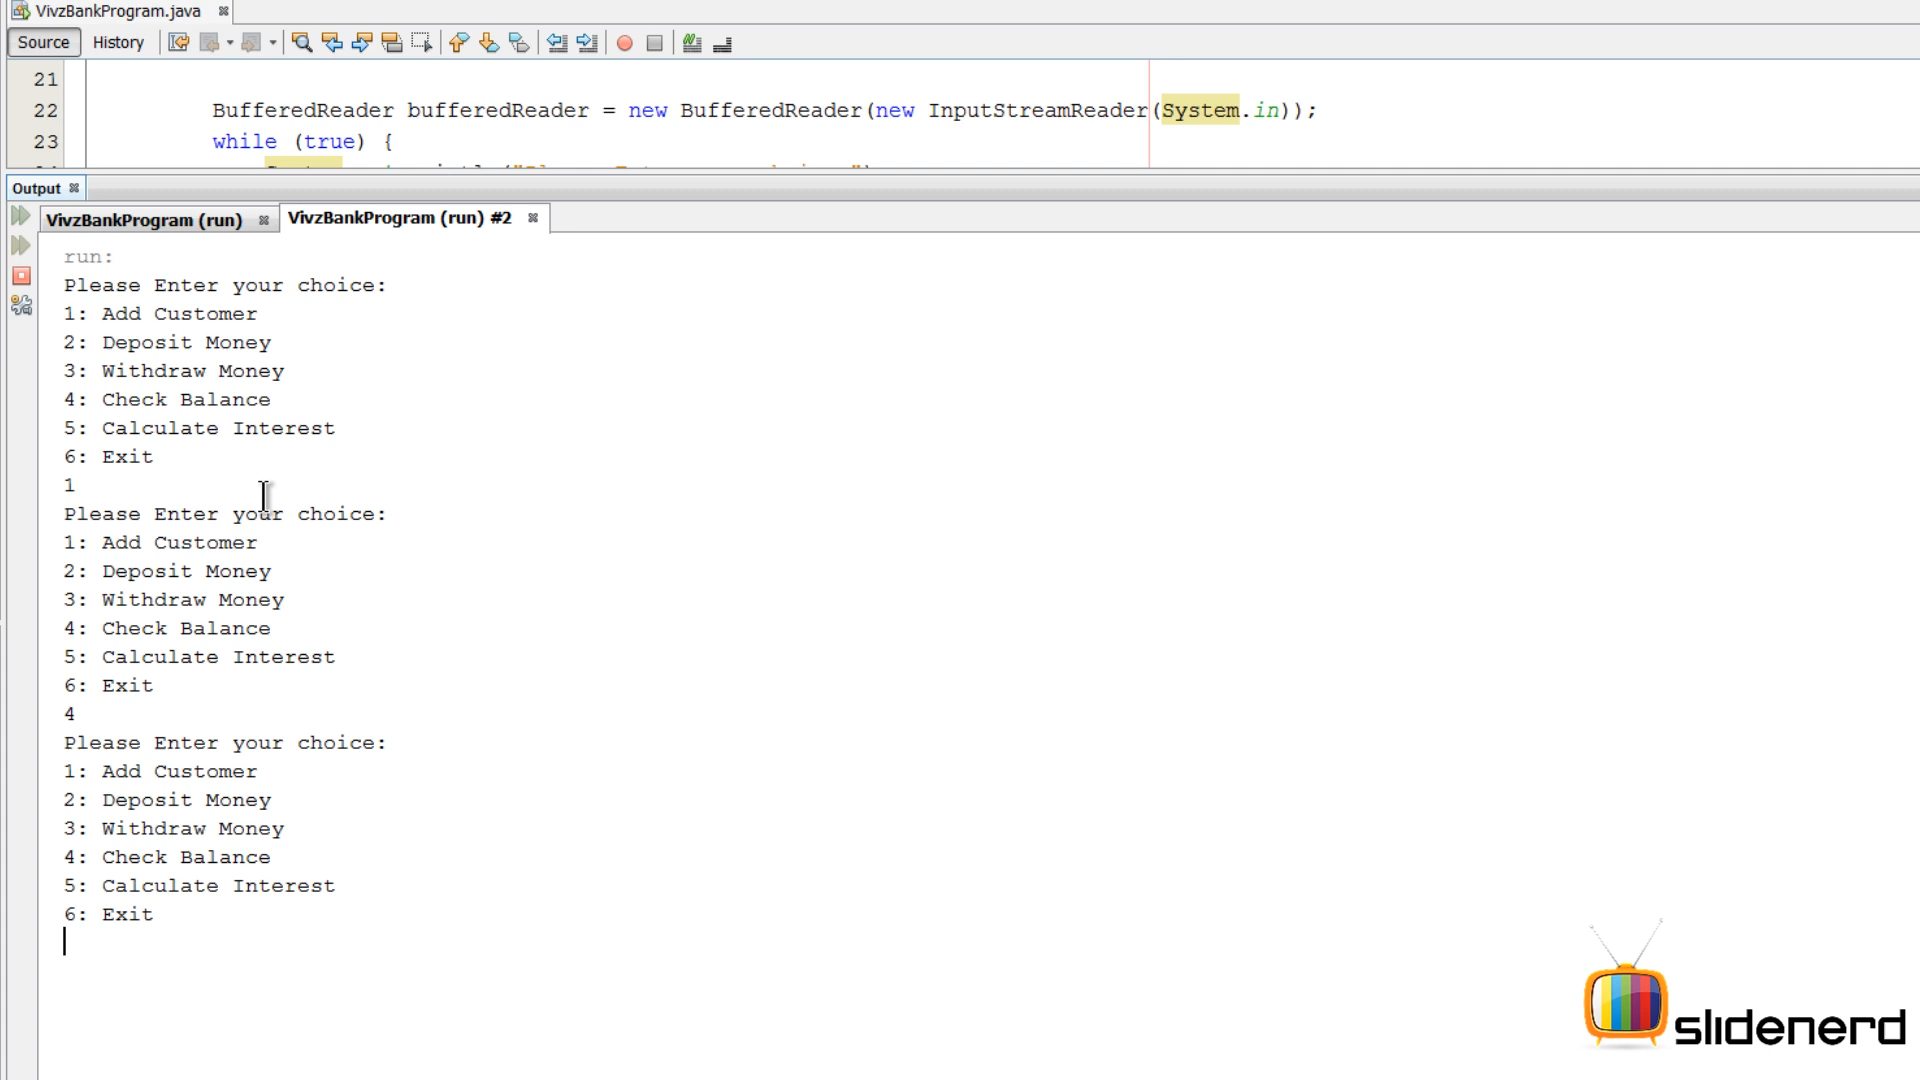 VivzBankProgram.java
Source History
21
22 BufferedReader bufferedReader = new BufferedReader(new InputStreamReader(System.in));
23 while (true) {
Output
VivzBankProgram (run) VivzBankProgram (run) #2
run:
Please Enter your choice:
1: Add Customer
2: Deposit Money
3: Withdraw Money
4: Check Balance
5: Calculate Interest
6: Exit
1
Please Enter your choice:
1: Add Customer
2: Deposit Money
3: Withdraw Money
4: Check Balance
5: Calculate Interest
6: Exit
4
Please Enter your choice:
1: Add Customer
2: Deposit Money
3: Withdraw Money
4: Check Balance
5: Calculate Interest
6: Exit
slidenerd